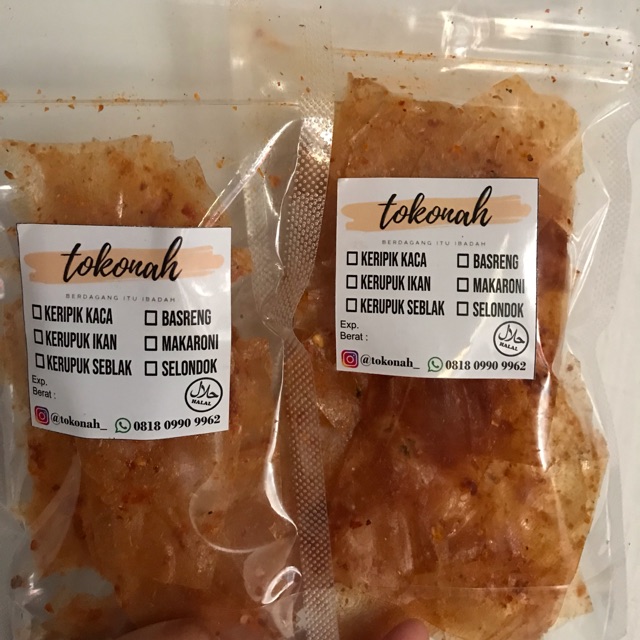 tokonah
BERDAGANG ITU IBADAH
KERIPIK KACA
BASRENG
KERUPUK IKAN
MAKARONI
KERUPUK SEBLAK
SELONDOK
Exp.
Berat :
حلال
HALAL
@tokonah_ 0818 0990 9962
tokonah
BERDAGANG ITU IBADAH
KERIPIK KACA
BASRENG
KERUPUK IKAN
MAKARONI
KERUPUK SEBLAK
SELONDOK
Exp.
Berat :
حلال
HALAL
@tokonah_ 0818 0990 9962